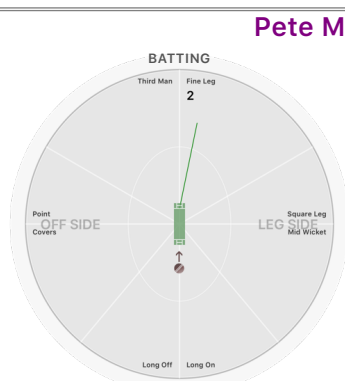 Pete M
BATTING
Third Man
Fine Leg
2
Point
OFF SIDE
Covers
Square Leg
LEG SIDE
Mid Wicket
Long Off
Long On